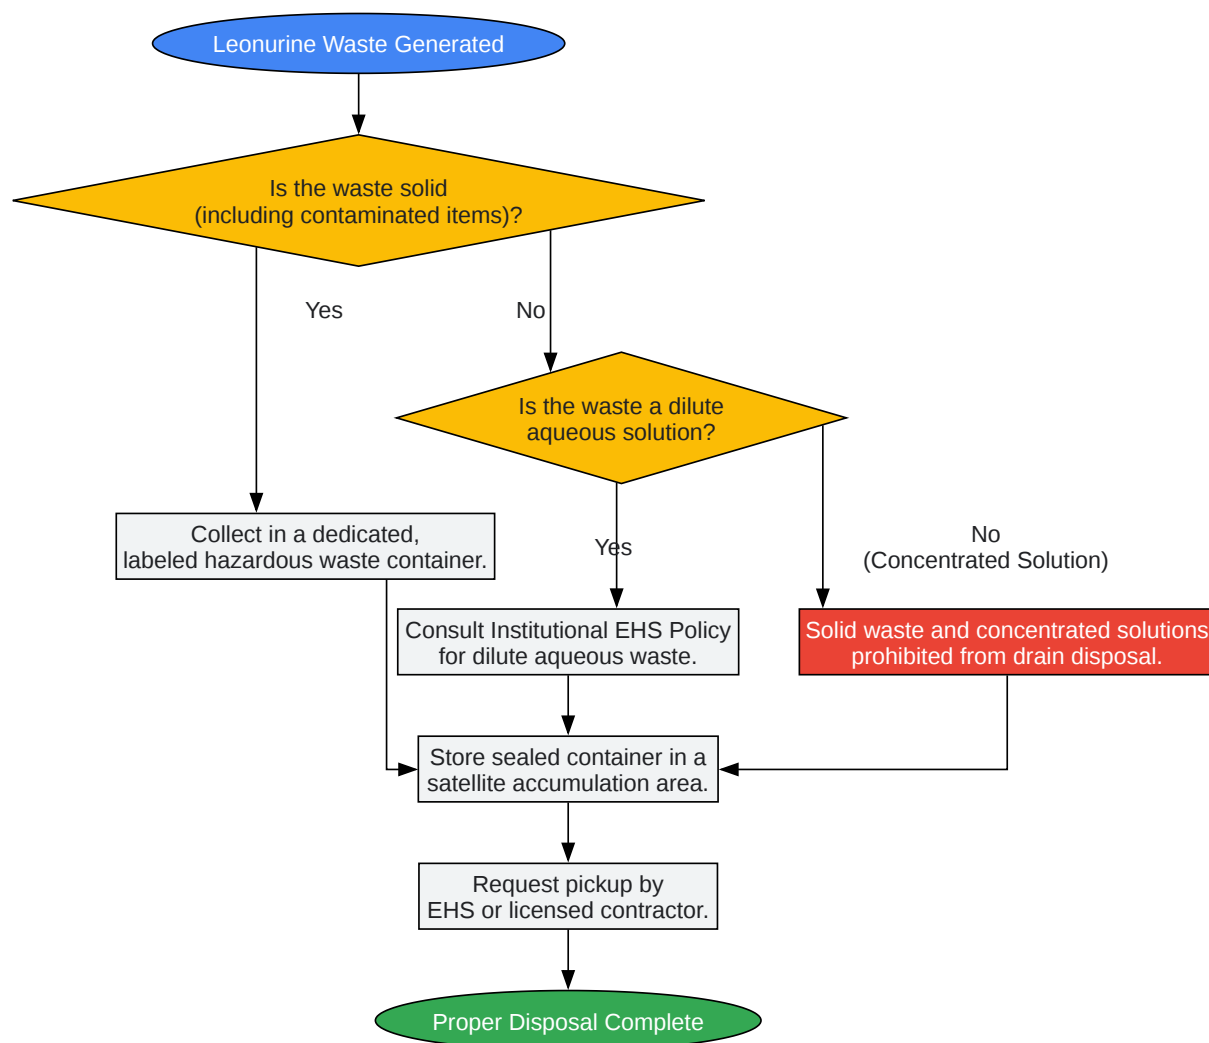 Leonurine Waste Generated
Is the waste solid
(including contaminated items)?
Yes
No
Is the waste a dilute
aqueous solution?
Collect in a dedicated,
labeled hazardous waste container.
Yes
No
(Concentrated Solution)
Consult Institutional EHS Policy
for dilute aqueous waste.
Solid waste and concentrated solutions
prohibited from drain disposal.
Store sealed container in a
satellite accumulation area.
Request pickup by
EHS or licensed contractor.
Proper Disposal Complete